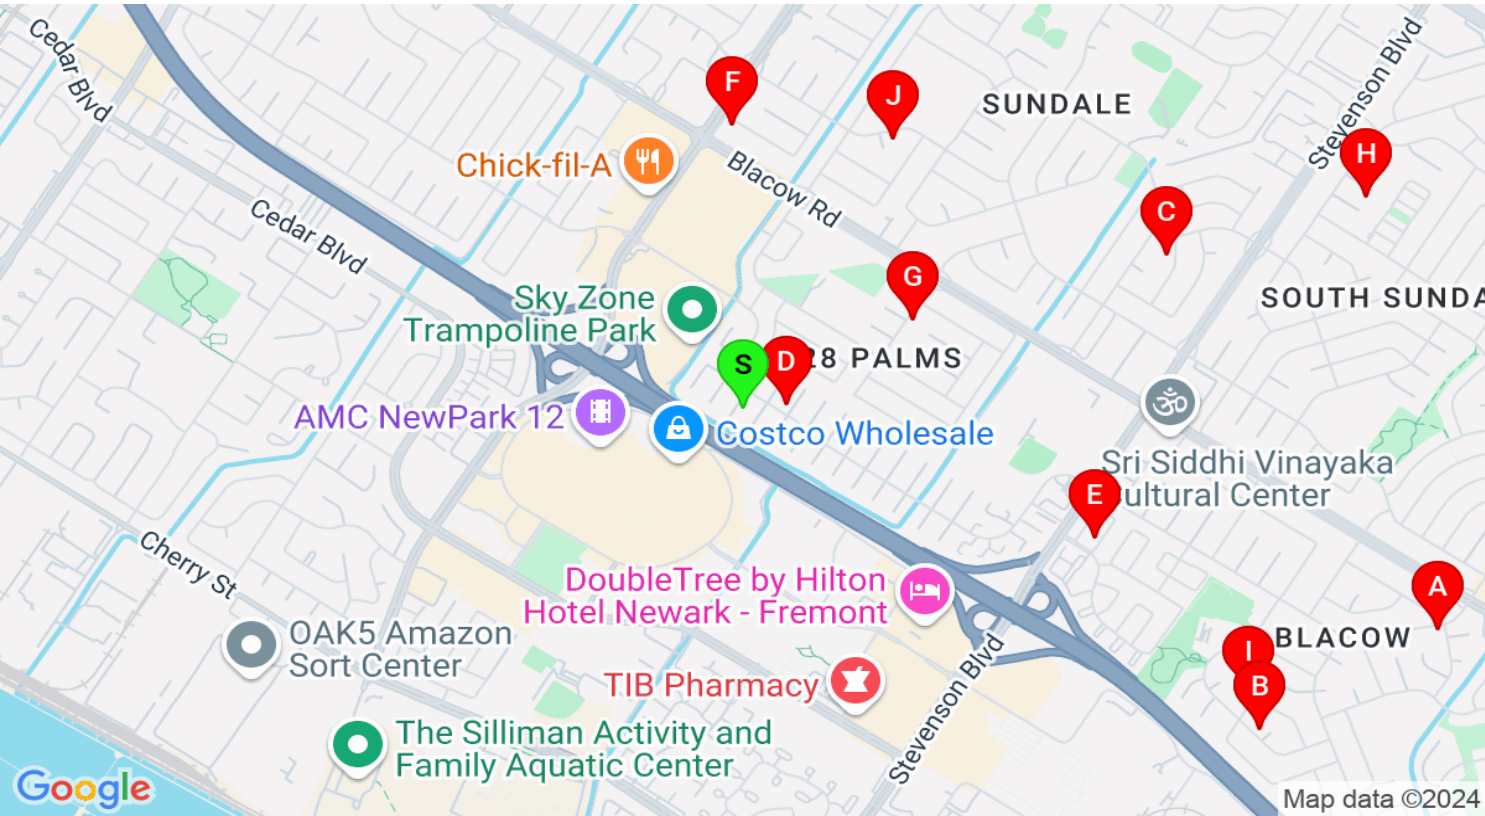 Cedar Blvd
F
J
SUNDALE
Stevenson Blvd
H
Chick-fil-A
Blacow Rd
C
Cedar Blvd
G
SOUTH SUNDA
Sky Zone
Trampoline Park
S
D
28 PALMS
AMC NewPark 12
Costco Wholesale
Sri Siddhi Vinayaka
ultural Center
E
Cherry St
DoubleTree by Hilton
Hotel Newark - Fremont
A
OAK5 Amazon
Sort Center
BLACOW
I
B
TIB Pharmacy
Stevenson Blvd
The Silliman Activity and
Family Aquatic Center
Google
Map data ©2024